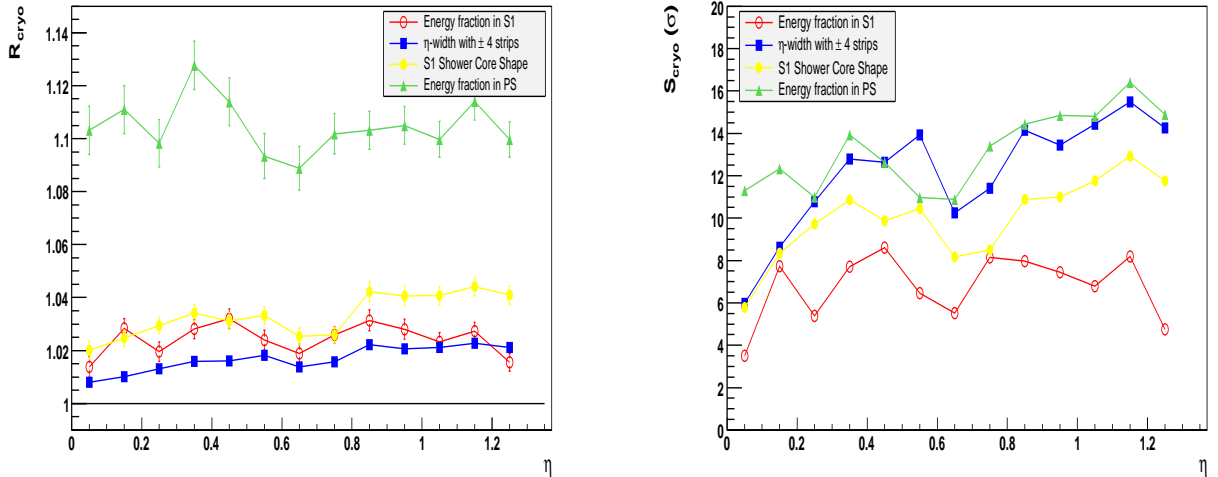 R_cryo
1.14
1.12
1.1
1.08
1.06
1.04
1.02
1
0 0.2 0.4 0.6 0.8 1 1.2
η
Energy fraction in S1
η-width with ± 4 strips
S1 Shower Core Shape
Energy fraction in PS
S_cryo (σ)
20
18
16
14
12
10
8
6
4
2
0
0 0.2 0.4 0.6 0.8 1 1.2
η
Energy fraction in S1
η-width with ± 4 strips
S1 Shower Core Shape
Energy fraction in PS